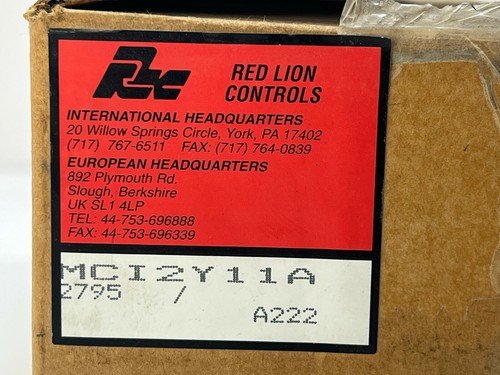 RLC
RED LION
CONTROLS
INTERNATIONAL HEADQUARTERS
20 Willow Springs Circle, York, PA 17402
(717) 767-6511 FAX: (717) 764-0839
EUROPEAN HEADQUARTERS
892 Plymouth Rd.
Slough, Berkshire
UK SL1 4LP
TEL: 44-753-696888
FAX: 44-753-696339
MCI2Y11A
2795 /
A222